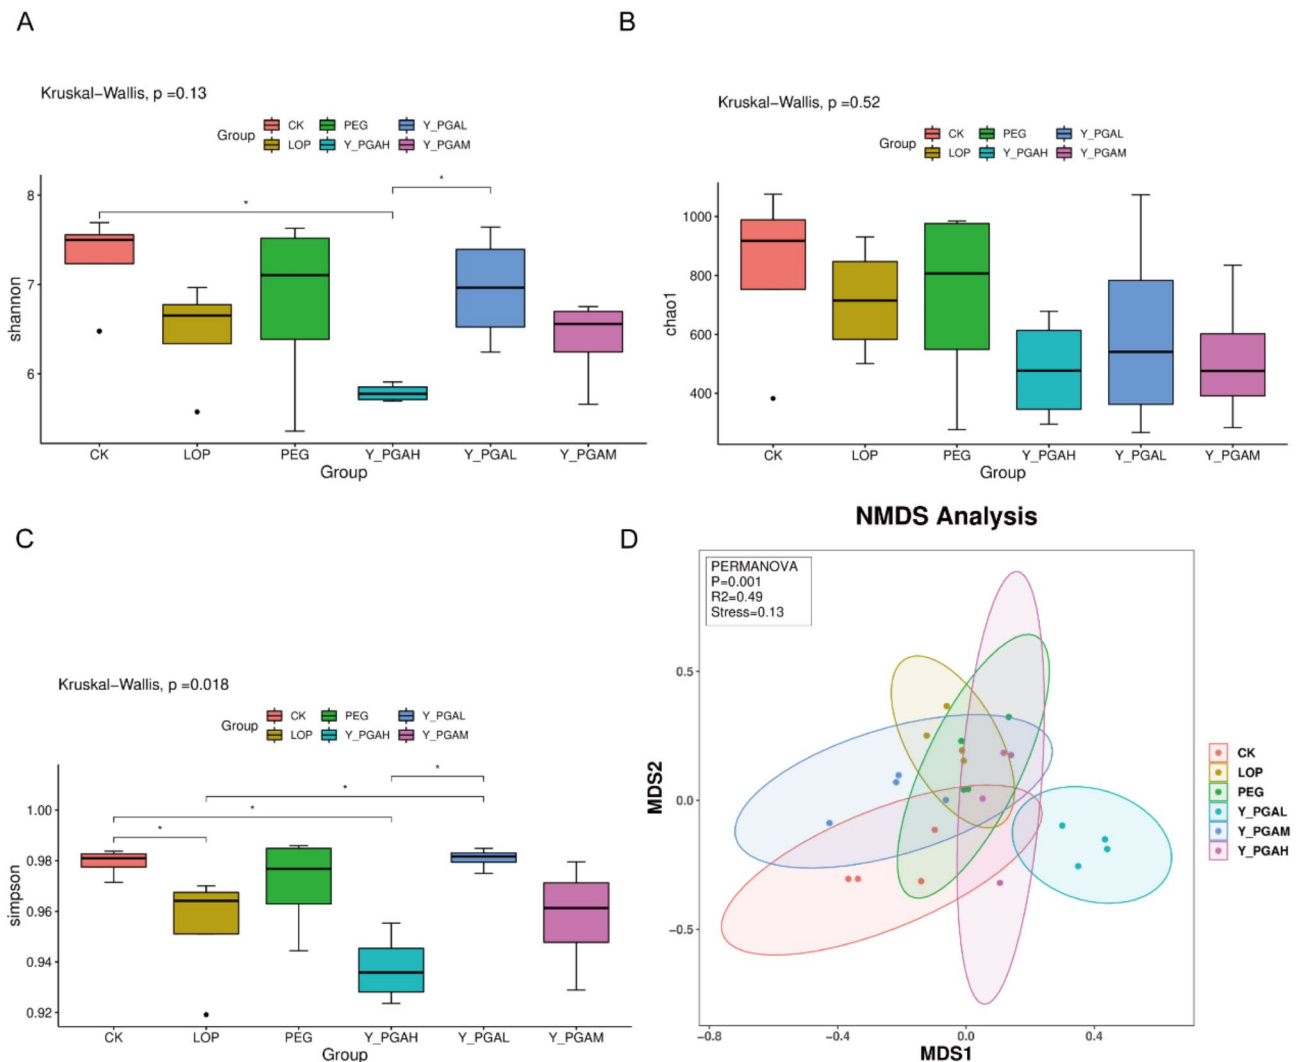 A
Kruskal-Wallis, p =0.13
Group
CK
PEG
Y_PGAL
LOP
Y_PGAH
Y_PGAM
*
*
8
7
6
shannon
CK
LOP
PEG
Y_PGAH
Y_PGAL
Y_PGAM
Group
B
Kruskal-Wallis, p =0.52
Group
CK
PEG
Y_PGAL
LOP
Y_PGAH
Y_PGAM
1000
800
600
400
chao1
CK
LOP
PEG
Y_PGAH
Y_PGAL
Y_PGAM
Group
C
Kruskal-Wallis, p =0.018
Group
CK
PEG
Y_PGAL
LOP
Y_PGAH
Y_PGAM
*
*
*
*
1.00
0.98
0.96
0.94
0.92
simpson
CK
LOP
PEG
Y_PGAH
Y_PGAL
Y_PGAM
Group
D
NMDS Analysis
PERMANOVA
P=0.001
R2=0.49
Stress=0.13
0.5
0.0
-0.5
MDS2
-0.8
-0.4
0.0
0.4
MDS1
CK
LOP
PEG
Y_PGAL
Y_PGAM
Y_PGAH